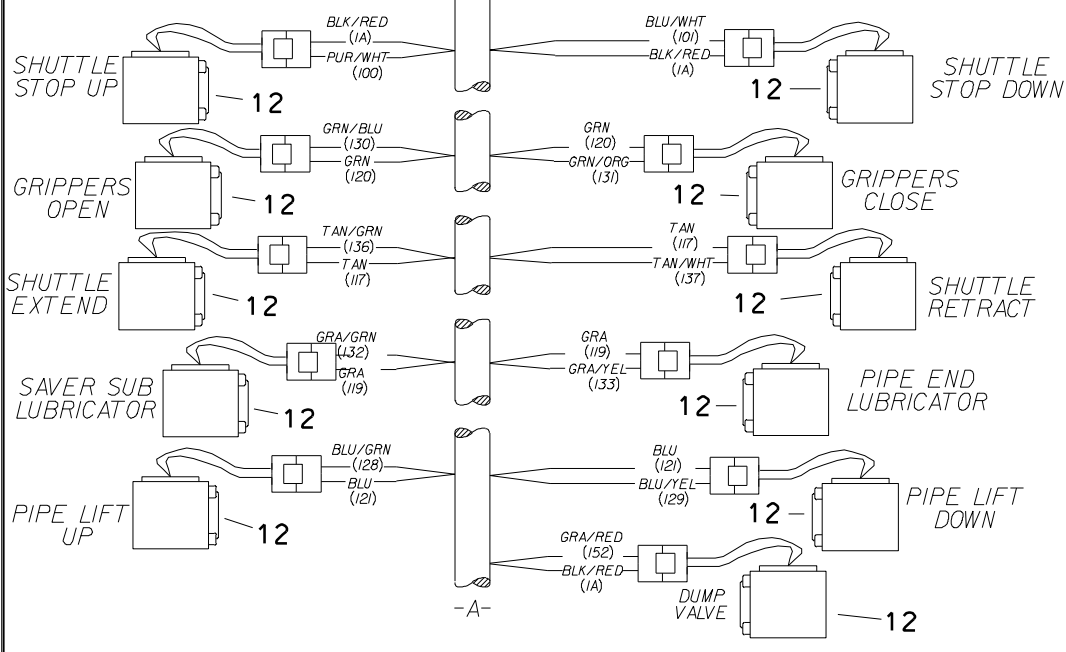 BLK/RED
(1A)
PUR/WHT
(100)
SHUTTLE
STOP UP
12
BLU/WHT
(101)
BLK/RED
(1A)
12
SHUTTLE
STOP DOWN
GRN/BLU
(130)
GRN
(120)
GRIPPERS
OPEN
12
GRN
(120)
GRN/ORG
(131)
12
GRIPPERS
CLOSE
TAN/GRN
(136)
TAN
(117)
SHUTTLE
EXTEND
12
TAN
(117)
TAN/WHT
(137)
12
SHUTTLE
RETRACT
GRA/GRN
(132)
GRA
(119)
SAVER SUB
LUBRICATOR
12
GRA
(119)
GRA/YEL
(133)
12
PIPE END
LUBRICATOR
BLU/GRN
(128)
BLU
(121)
PIPE LIFT
UP
12
BLU
(121)
BLU/YEL
(129)
12
PIPE LIFT
DOWN
GRA/RED
(152)
BLK/RED
(1A)
DUMP
VALVE
12
-A-